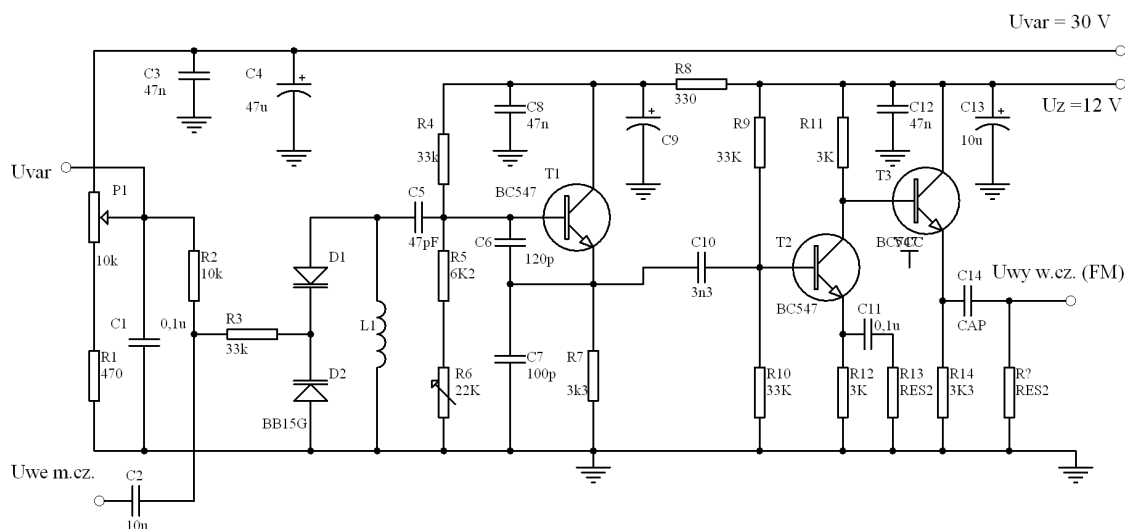 Uvar = 30 V
C3
47n
C4
47u
+
R8
330
Uz =12 V
C8
47n
+
C9
R4
33k
R9
33K
R11
3K
C12
47n
C13
10u
+
Uvar
P1
10k
T1
BC547
T3
BC547
VCC
C5
47pF
R2
10k
C6
120p
R5
6K2
D1
C10
3n3
T2
BC547
C14
CAP
Uwy w.cz. (FM)
C1
0,1u
R3
33k
L1
C11
0,1u
R1
470
D2
BB15G
R6
22K
C7
100p
R7
3k3
R10
33K
R12
3K
R13
RES2
R14
3K3
R?
RES2
Uwe m.cz.
C2
10u